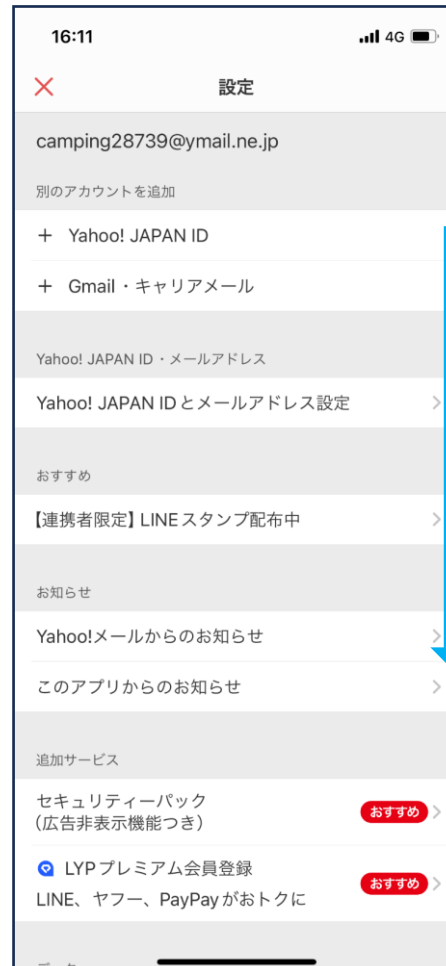 16:11
4G
設定
camping28739@ymail.ne.jp
別のアカウントを追加
+ Yahoo! JAPAN ID
+ Gmail・キャリアメール
Yahoo! JAPAN ID・メールアドレス
Yahoo! JAPAN IDとメールアドレス設定
おすすめ
【連携者限定】LINEスタンプ配布中
お知らせ
Yahoo!メールからのお知らせ
このアプリからのお知らせ
追加サービス
セキュリティーパック
(広告非表示機能つき)
おすすめ
LYPプレミアム会員登録
LINE、ヤフー、PayPayがおトクに
おすすめ